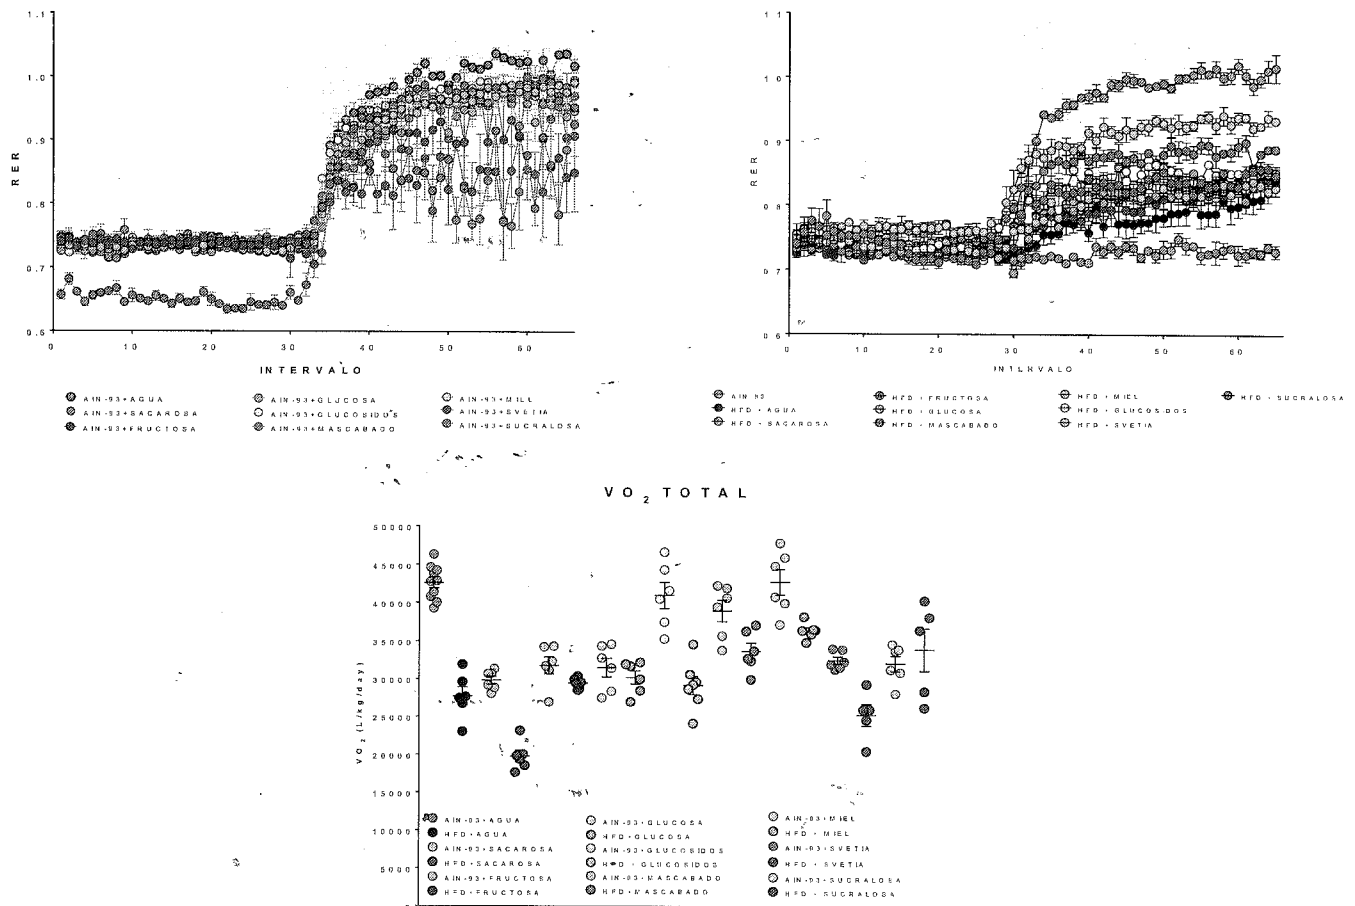 1.1
1.0
0.9
0.8
0.7
0.6
RER
0 10 20 30 40 50 60
INTERVALO
AIN-93+AGUA
AIN-93+SACAROSA
AIN-93+FRUCTOSA
AIN-93+GLUCOSA
AIN-93+GLUCOSIDOS
AIN-93+MASCABADO
AIN-93+MIEL
AIN-93+SVETIA
AIN-93+SUCRALOSA
1.1
1.0
0.9
0.8
0.7
0.6
RER
0 10 20 30 40 50 60
INTERVALO
AIN-93
HFD+AGUA
HFD+SACAROSA
HFD+FRUCTOSA
HFD+GLUCOSA
HFD+MASCABADO
HFD+MIEL
HFD+GLUCOSIDOS
HFD+SVETIA
HFD+SUCRALOSA
VO2 TOTAL
50000
45000
40000
35000
30000
25000
20000
15000
10000
5000
VO2 (L/kg/day)
AIN-93+AGUA
HFD+AGUA
AIN-93+SACAROSA
HFD+SACAROSA
AIN-93+FRUCTOSA
HFD+FRUCTOSA
AIN-93+GLUCOSA
HFD+GLUCOSA
AIN-93+GLUCOSIDOS
HFD+GLUCOSIDOS
AIN-93+MASCABADO
HFD+MASCABADO
AIN-93+MIEL
HFD+MIEL
AIN-93+SVETIA
HFD+SVETIA
AIN-93+SUCRALOSA
HFD+SUCRALOSA